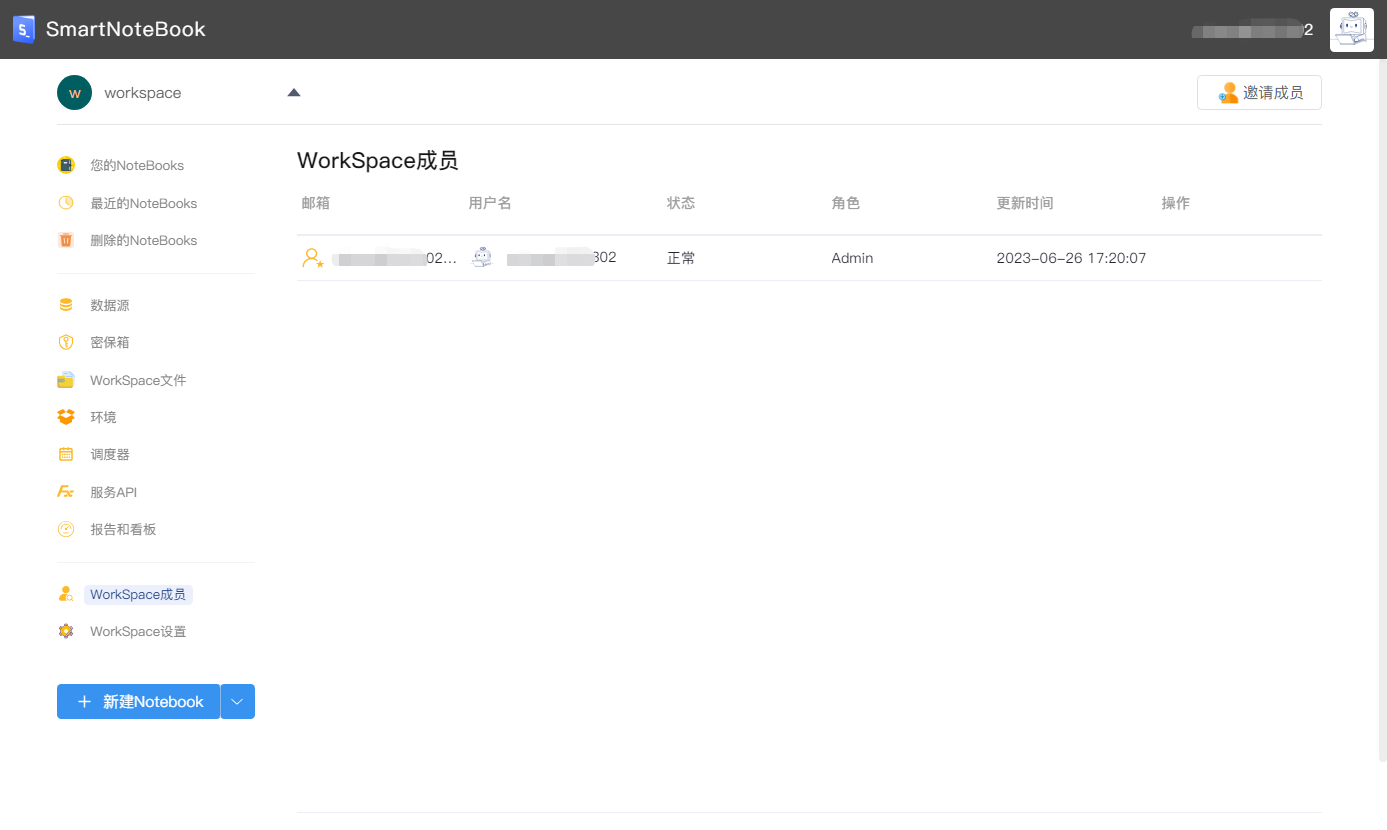 SmartNoteBook
2
w workspace
邀请成员
您的NoteBooks
最近的NoteBooks
删除的NoteBooks
数据源
密保箱
WorkSpace文件
环境
调度器
服务API
报告和看板
WorkSpace成员
WorkSpace设置
新建Notebook
WorkSpace成员
邮箱 用户名 状态 角色 更新时间 操作
02... 302 正常 Admin 2023-06-26 17:20:07